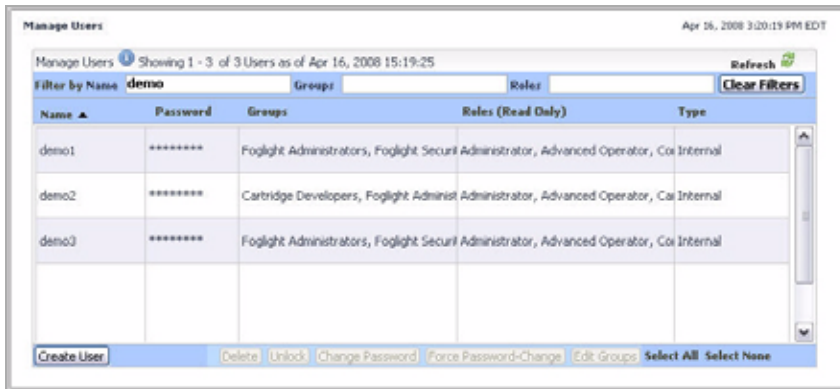 Manage Users Apr 16, 2008 3:20:19 PM EDT
Manage Users Showing 1 - 3 of 3 Users as of Apr 16, 2008 15:19:25 Refresh
Filter by Name demo Groups Roles Clear Filters
Name Password Groups Roles (Read Only) Type
demo1 ******** Foglight Administrators, Foglight Securit Administrator, Advanced Operator, Co Internal
demo2 ******** Cartridge Developers, Foglight Administ Administrator, Advanced Operator, Ca Internal
demo3 ******** Foglight Administrators, Foglight Securit Administrator, Advanced Operator, Co Internal
Create User Delete Unlock Change Password Force Password-Change Edit Groups Select All Select None